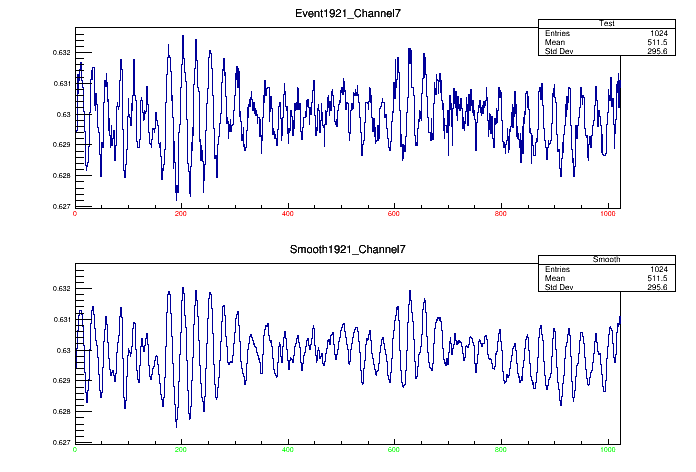 Event1921_Channel7
Test
Entries 1024
Mean 511.5
Std Dev 295.6
0.632
0.631
0.63
0.629
0.628
0.627
0 200 400 600 800 1000
Smooth1921_Channel7
Smooth
Entries 1024
Mean 511.5
Std Dev 295.6
0.632
0.631
0.63
0.629
0.628
0.627
0 200 400 600 800 1000